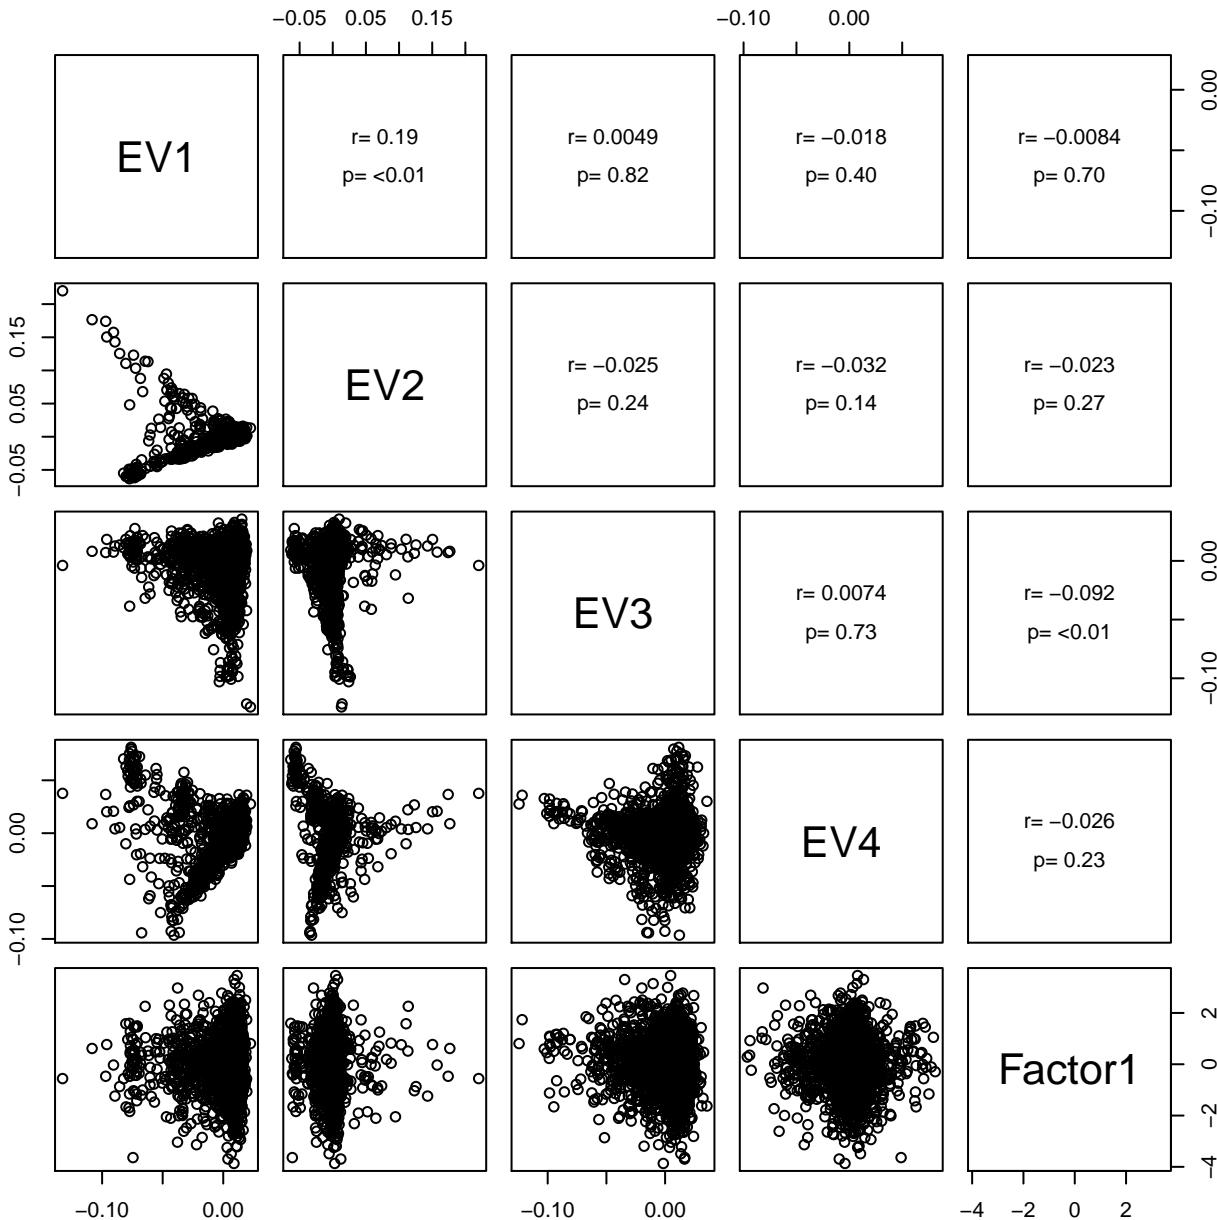 −0.05 0.05 0.15 −0.10 0.00
EV1
r= 0.19
p= <0.01
r= 0.0049
p= 0.82
r= −0.018
p= 0.40
r= −0.0084
p= 0.70
−0.10 0.00
−0.05 0.05 0.15
EV2
r= −0.025
p= 0.24
r= −0.032
p= 0.14
r= −0.023
p= 0.27
EV3
r= 0.0074
p= 0.73
r= −0.092
p= <0.01
−0.10 0.00
−0.10 0.00
EV4
r= −0.026
p= 0.23
Factor1
−4 −2 0 2
−0.10 0.00 −0.10 0.00 −4 −2 0 2